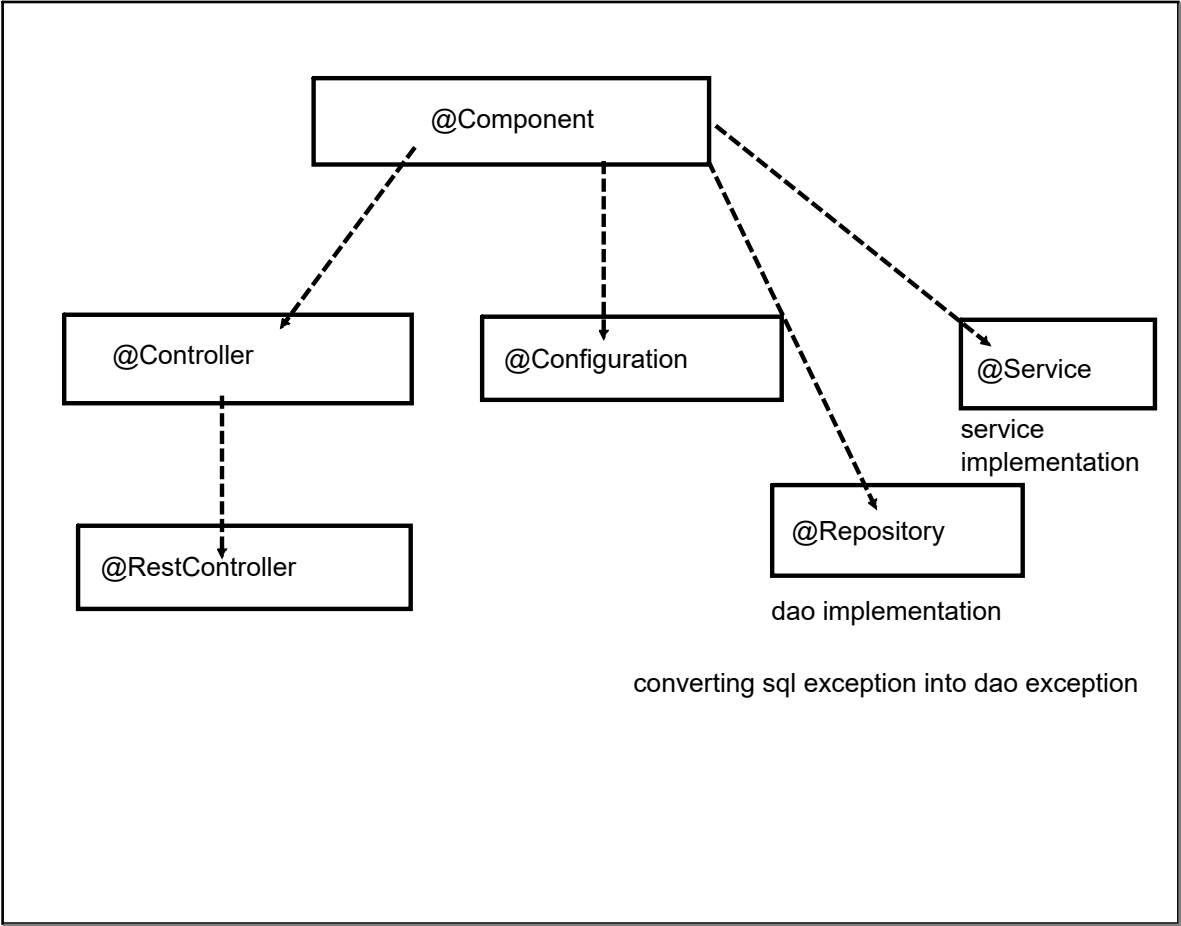 @Component
@Controller
@Configuration
@Service
service
implementation
@Repository
@RestController
dao implementation
converting sql exception into dao exception